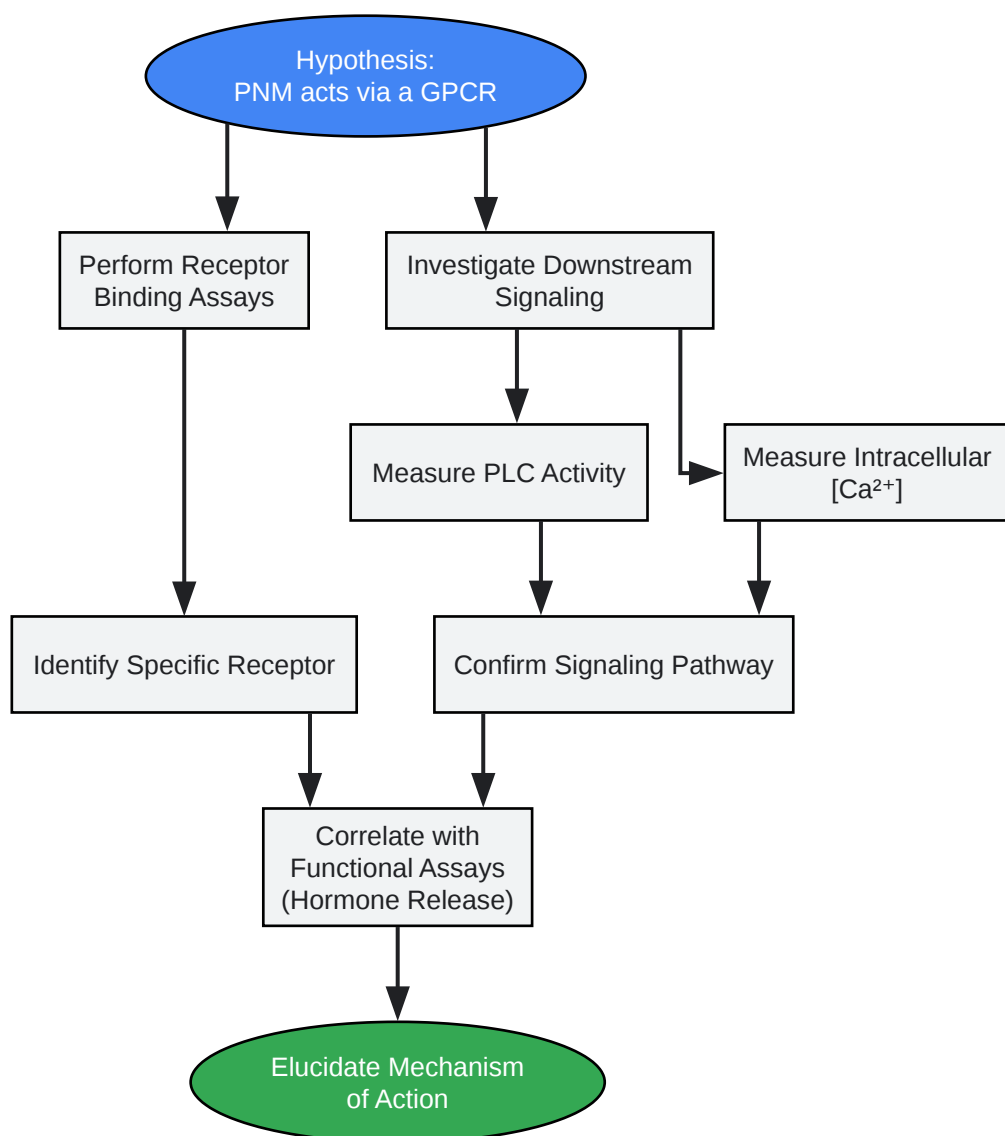 Hypothesis:
PNM acts via a GPCR
Perform Receptor
Binding Assays
Investigate Downstream
Signaling
Measure PLC Activity
Measure Intracellular
[Ca²⁺]
Identify Specific Receptor
Confirm Signaling Pathway
Correlate with
Functional Assays
(Hormone Release)
Elucidate Mechanism
of Action